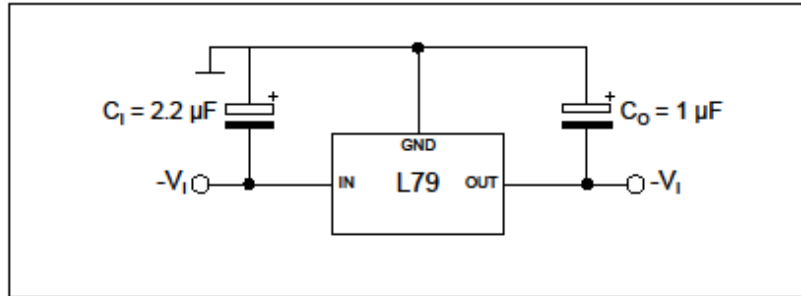 +
+
C_I = 2.2 µF
C_O = 1 µF
GND
-V_I
IN
L79
OUT
-V_I